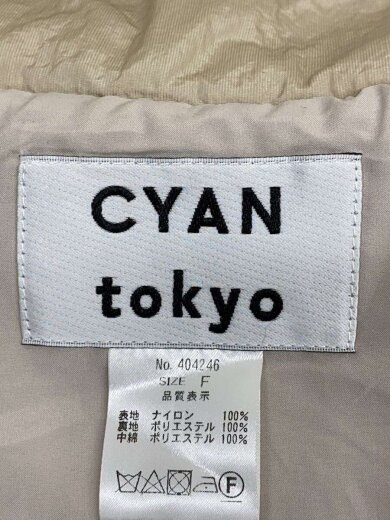 CYAN
tokyo
No. 404246
SIZE F
品質表示
表地 ナイロン 100%
裏地 ポリエステル 100%
中綿 ポリエステル 100%
F